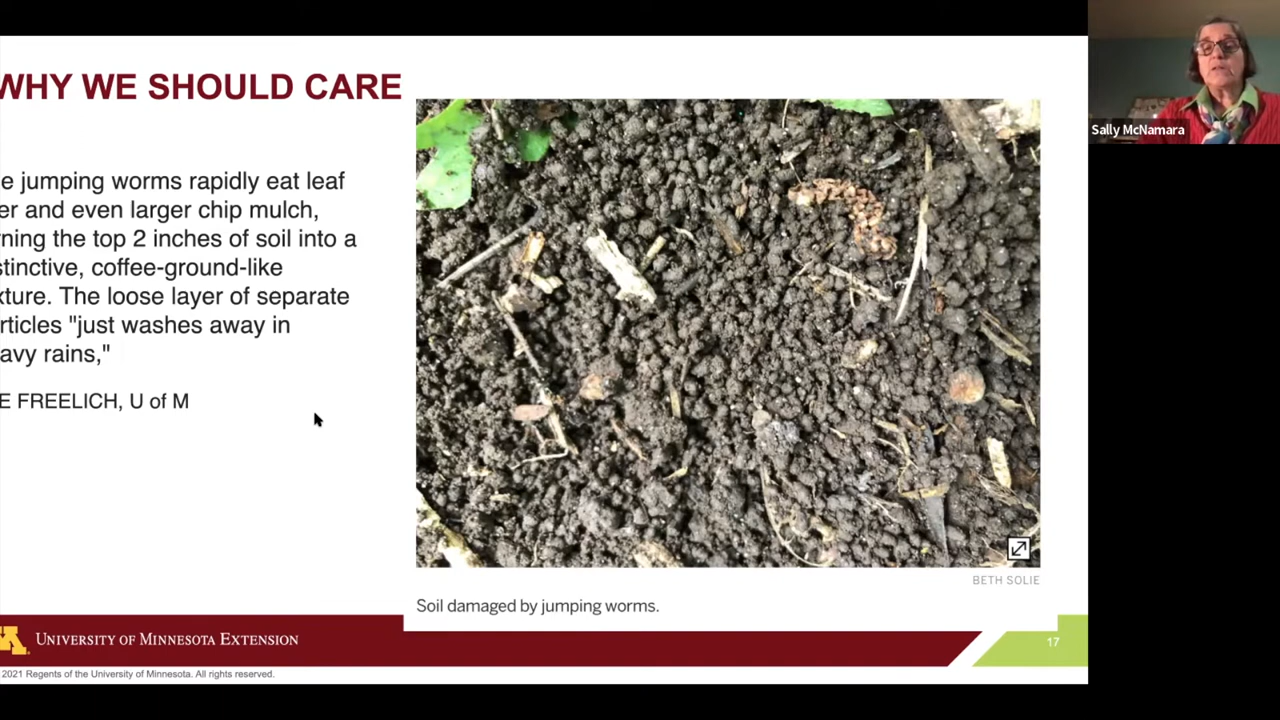 WHY WE SHOULD CARE
e jumping worms rapidly eat leaf
er and even larger chip mulch,
rning the top 2 inches of soil into a
stinctive, coffee-ground-like
xture. The loose layer of separate
rticles "just washes away in
avy rains,"
E FREELICH, U of M
BETH SOLIE
Soil damaged by jumping worms.
UNIVERSITY OF MINNESOTA EXTENSION
17
2021 Regents of the University of Minnesota. All rights reserved.
Sally McNamara